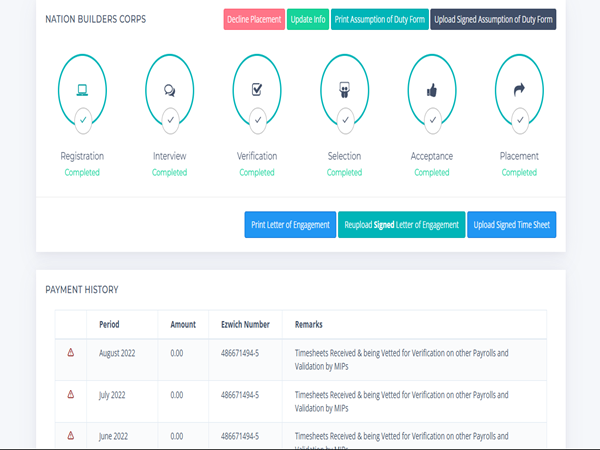 NATION BUILDERS CORPS
Decline Placement Update Info Print Assumption of Duty Form Upload Signed Assumption of Duty Form
Registration Interview Verification Selection Acceptance Placement
Completed Completed Completed Completed Completed Completed
Print Letter of Engagement Reupload Signed Letter of Engagement Upload Signed Time Sheet
PAYMENT HISTORY
Period Amount Ezwich Number Remarks
August 2022 0.00 486671494-5 Timesheets Received & being Vetted for Verification on other Payrolls and
Validation by MIPs
July 2022 0.00 486671494-5 Timesheets Received & being Vetted for Verification on other Payrolls and
Validation by MIPs
June 2022 0.00 486671494-5 Timesheets Received & being Vetted for Verification on other Payrolls and
Validation by MIPs